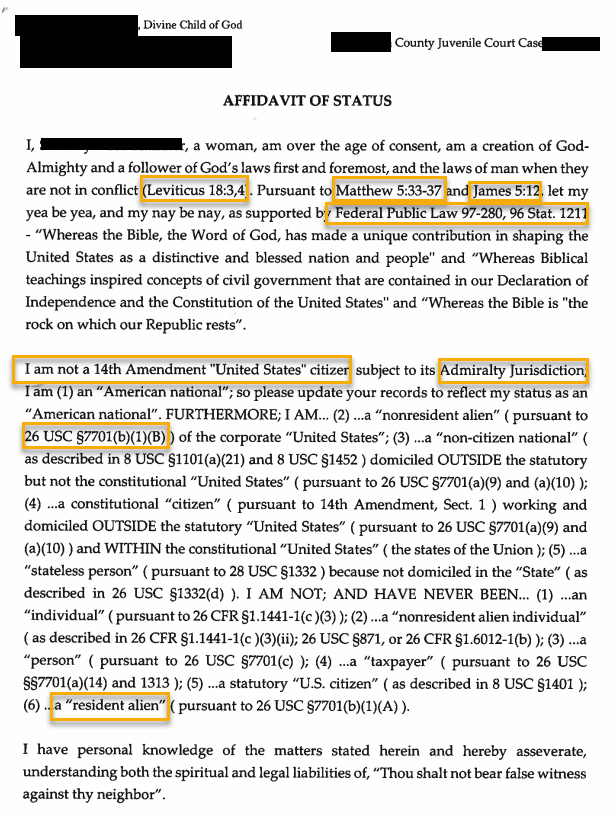 , Divine Child of God
County Juvenile Court Case
AFFIDAVIT OF STATUS
I, , a woman, am over the age of consent, am a creation of God-
Almighty and a follower of God's laws first and foremost, and the laws of man when they
are not in conflict (Leviticus 18:3,4). Pursuant to Matthew 5:33-37 and James 5:12, let my
yea be yea, and my nay be nay, as supported by Federal Public Law 97-280, 96 Stat. 1211
- "Whereas the Bible, the Word of God, has made a unique contribution in shaping the
United States as a distinctive and blessed nation and people" and "Whereas Biblical
teachings inspired concepts of civil government that are contained in our Declaration of
Independence and the Constitution of the United States" and "Whereas the Bible is "the
rock on which our Republic rests".
I am not a 14th Amendment "United States" citizen subject to its Admiralty Jurisdiction;
I am (1) an "American national"; so please update your records to reflect my status as an
"American national". FURTHERMORE; I AM... (2) ...a "nonresident alien" ( pursuant to
26 USC §7701(b)(1)(B) ) of the corporate "United States"; (3) ...a "non-citizen national" (
as described in 8 USC §1101(a)(21) and 8 USC §1452 ) domiciled OUTSIDE the statutory
but not the constitutional "United States" ( pursuant to 26 USC §7701(a)(9) and (a)(10) );
(4) ...a constitutional "citizen" ( pursuant to 14th Amendment, Sect. 1 ) working and
domiciled OUTSIDE the statutory "United States" ( pursuant to 26 USC §7701(a)(9) and
(a)(10) ) and WITHIN the constitutional "United States" ( the states of the Union ); (5) ...a
"stateless person" ( pursuant to 28 USC §1332 ) because not domiciled in the "State" ( as
described in 26 USC §1332(d) ). I AM NOT; AND HAVE NEVER BEEN... (1) ...an
"individual" ( pursuant to 26 CFR §1.1441-1(c )(3) ); (2) ...a "nonresident alien individual"
( as described in 26 CFR §1.1441-1(c )(3)(ii); 26 USC §871, or 26 CFR §1.6012-1(b) ); (3) ...a
"person" ( pursuant to 26 USC §7701(c) ); (4) ...a "taxpayer" ( pursuant to 26 USC
§§7701(a)(14) and 1313 ); (5) ...a statutory "U.S. citizen" ( as described in 8 USC §1401 );
(6) ...a "resident alien" ( pursuant to 26 USC §7701(b)(1)(A) ).
I have personal knowledge of the matters stated herein and hereby asseverate,
understanding both the spiritual and legal liabilities of, "Thou shalt not bear false witness
against thy neighbor".